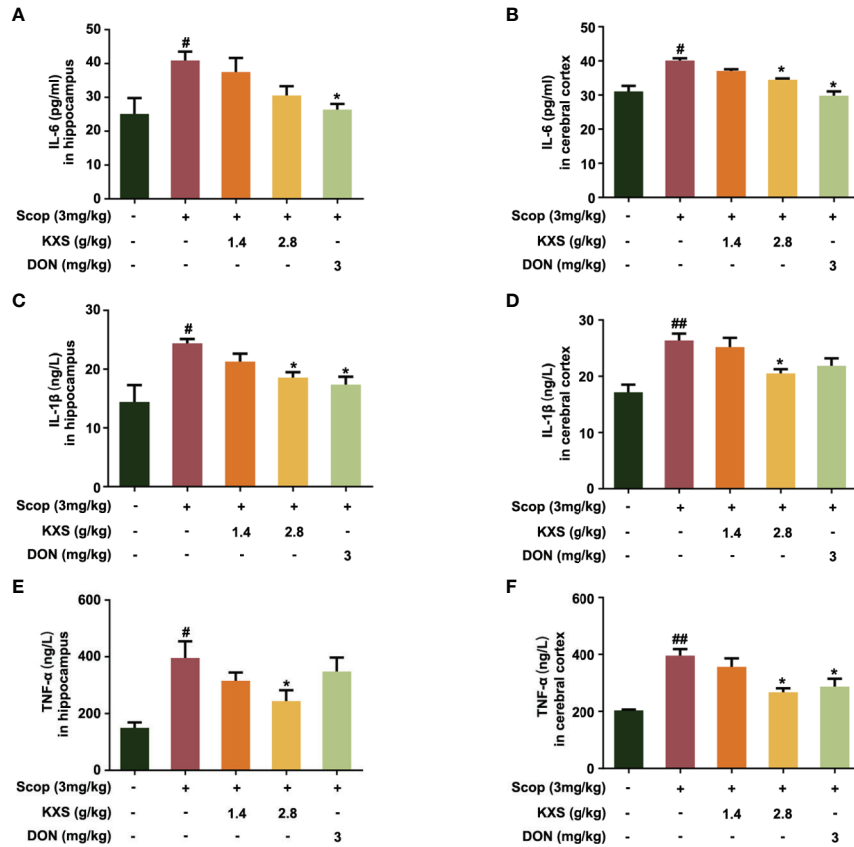 A
IL-6 (pg/ml)
in hippocampus
50
40
30
20
10
0
#
*
Scop (3mg/kg) - + + + +
KXS (g/kg) - - 1.4 2.8 -
DON (mg/kg) - - - - 3
B
IL-6 (pg/ml)
in cerebral cortex
50
40
30
20
10
0
#
*
*
Scop (3mg/kg) - + + + +
KXS (g/kg) - - 1.4 2.8 -
DON (mg/kg) - - - - 3
C
IL-1β (ng/L)
in hippocampus
30
20
10
0
#
*
*
Scop (3mg/kg) - + + + +
KXS (g/kg) - - 1.4 2.8 -
DON (mg/kg) - - - - 3
D
IL-1β (ng/L)
in cerebral cortex
30
20
10
0
##
*
Scop (3mg/kg) - + + + +
KXS (g/kg) - - 1.4 2.8 -
DON (mg/kg) - - - - 3
E
TNF-α (ng/L)
in hippocampus
600
400
200
0
#
*
Scop (3mg/kg) - + + + +
KXS (g/kg) - - 1.4 2.8 -
DON (mg/kg) - - - - 3
F
TNF-α (ng/L)
in cerebral cortex
600
400
200
0
##
*
*
Scop (3mg/kg) - + + + +
KXS (g/kg) - - 1.4 2.8 -
DON (mg/kg) - - - - 3